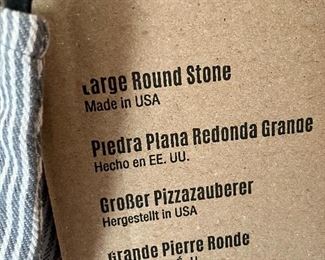 Large Round Stone
Made in USA
Piedra Plana Redonda Grande
Hecho en EE. UU.
Großer Pizzazauberer
Hergestellt in USA
Grande Pierre Ronde